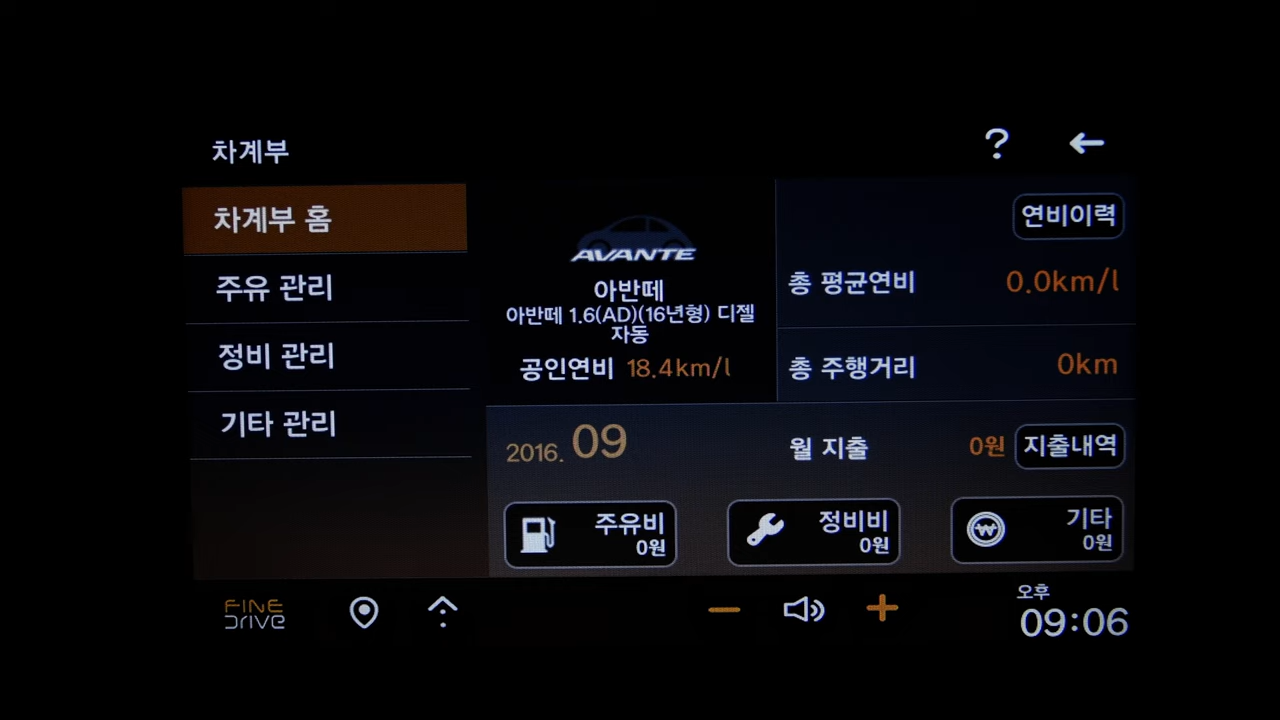 차계부
?
차계부 홈
주유 관리
정비 관리
기타 관리
AVANTE
아반떼
아반떼 1.6(AD)(16년형) 디젤
자동
공인연비 18.4km/l
연비이력
총 평균연비 0.0km/l
총 주행거리 0km
2016. 09
월 지출 0원 지출내역
주유비
0원
정비비
0원
기타
0원
FINE
DRIVE
오후
09:06